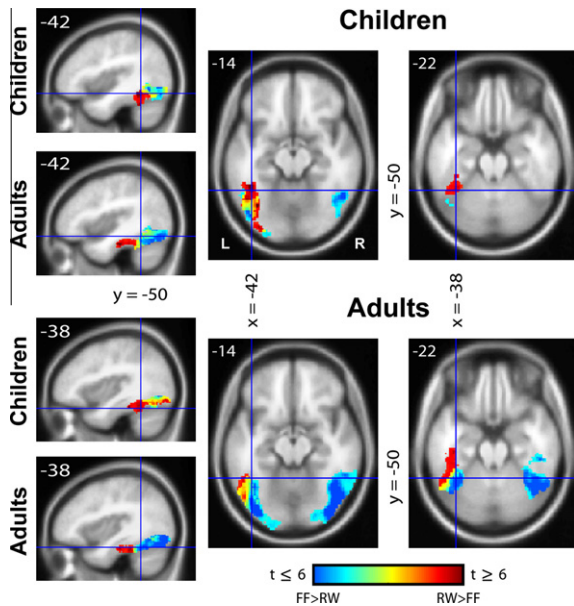 Children
-42
Children
-14
-22
-42
Adults
y = -50
L
R
y = -50
x = -42
x = -38
Adults
-38
Children
-14
-22
-38
Adults
y = -50
t ≤ 6
t ≥ 6
FF>RW
RW>FF